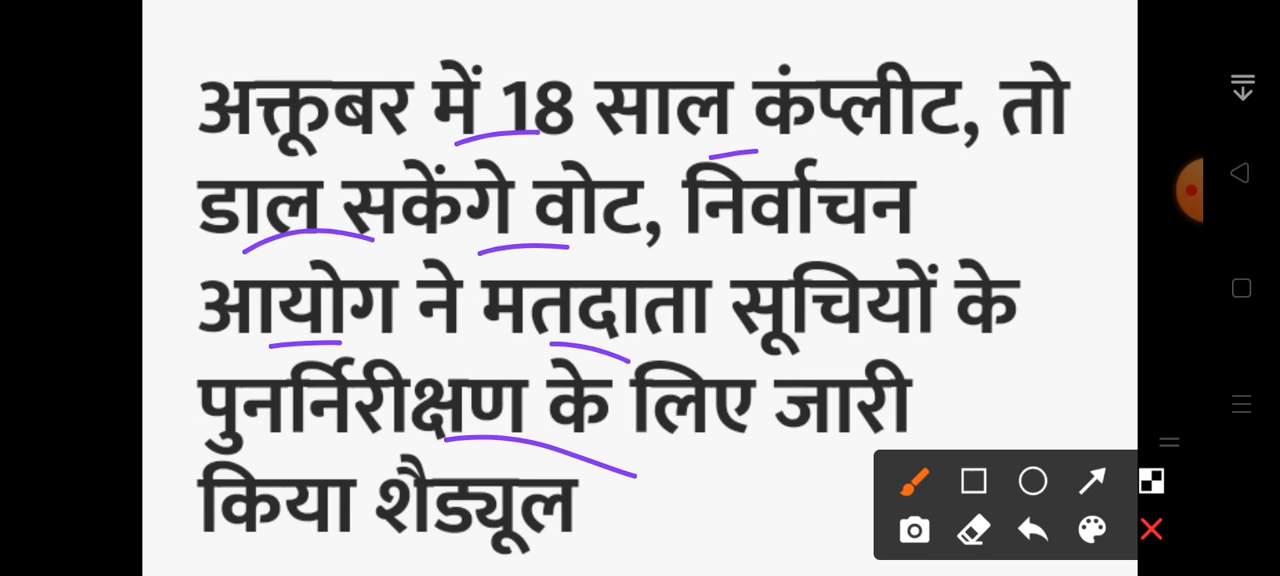 अक्तूबर में 18 साल कंप्लीट, तो
डाल सकेंगे वोट, निर्वाचन
आयोग ने मतदाता सूचियों के
पुनर्निरीक्षण के लिए जारी
किया शैड्यूल